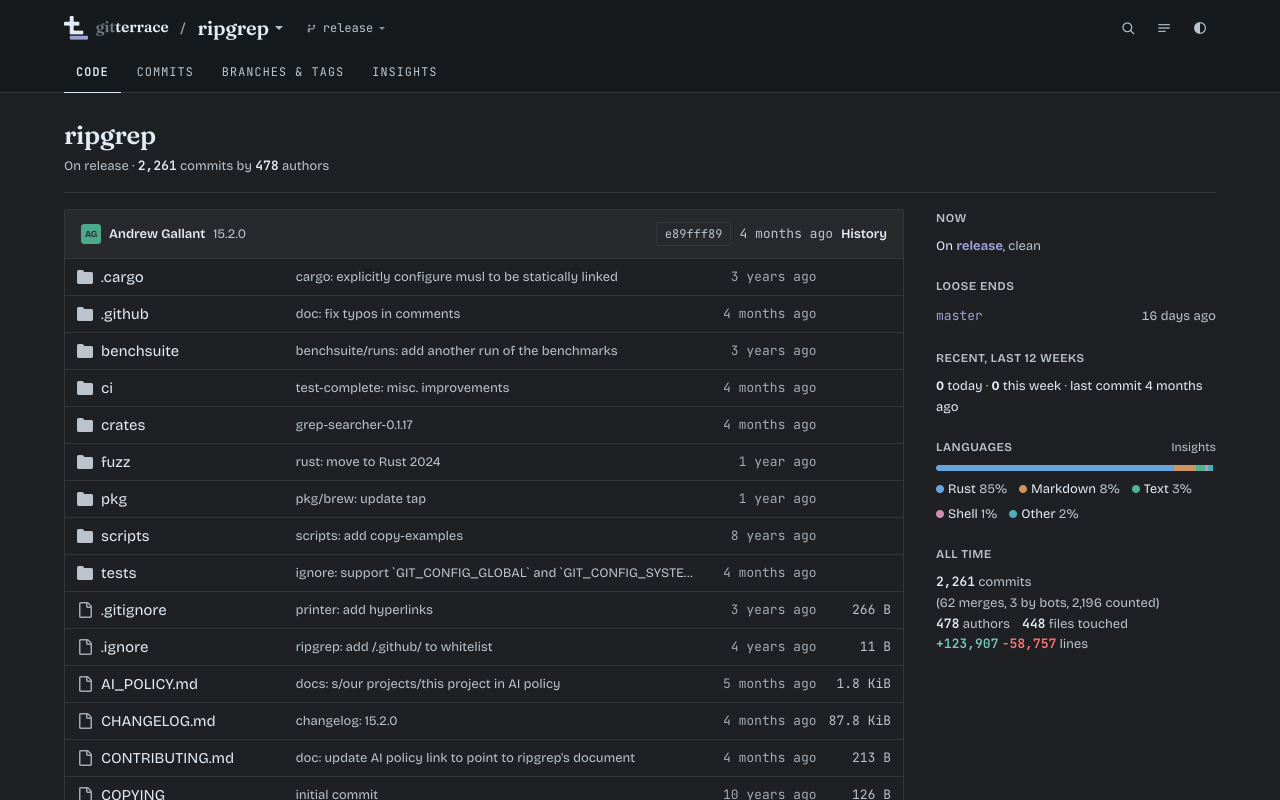 gitterrace / ripgrep release
CODE COMMITS BRANCHES & TAGS INSIGHTS
ripgrep
On release · 2,261 commits by 478 authors
AG Andrew Gallant 15.2.0 e89fff89 4 months ago History
.cargo cargo: explicitly configure musl to be statically linked 3 years ago
.github doc: fix typos in comments 4 months ago
benchsuite benchsuite/runs: add another run of the benchmarks 3 years ago
ci test-complete: misc. improvements 4 months ago
crates grep-searcher-0.1.17 4 months ago
fuzz rust: move to Rust 2024 1 year ago
pkg pkg/brew: update tap 1 year ago
scripts scripts: add copy-examples 8 years ago
tests ignore: support `GIT_CONFIG_GLOBAL` and `GIT_CONFIG_SYSTE... 4 months ago
.gitignore printer: add hyperlinks 3 years ago 266 B
.ignore ripgrep: add /.github/ to whitelist 4 years ago 11 B
AI_POLICY.md docs: s/our projects/this project in AI policy 5 months ago 1.8 KiB
CHANGELOG.md changelog: 15.2.0 4 months ago 87.8 KiB
CONTRIBUTING.md doc: update AI policy link to point to ripgrep's document 4 months ago 213 B
COPYING initial commit 10 years ago 126 B
NOW
On release, clean
LOOSE ENDS
master 16 days ago
RECENT, LAST 12 WEEKS
0 today · 0 this week · last commit 4 months
ago
LANGUAGES Insights
Rust 85% Markdown 8% Text 3%
Shell 1% Other 2%
ALL TIME
2,261 commits
(62 merges, 3 by bots, 2,196 counted)
478 authors 448 files touched
+123,907 -58,757 lines